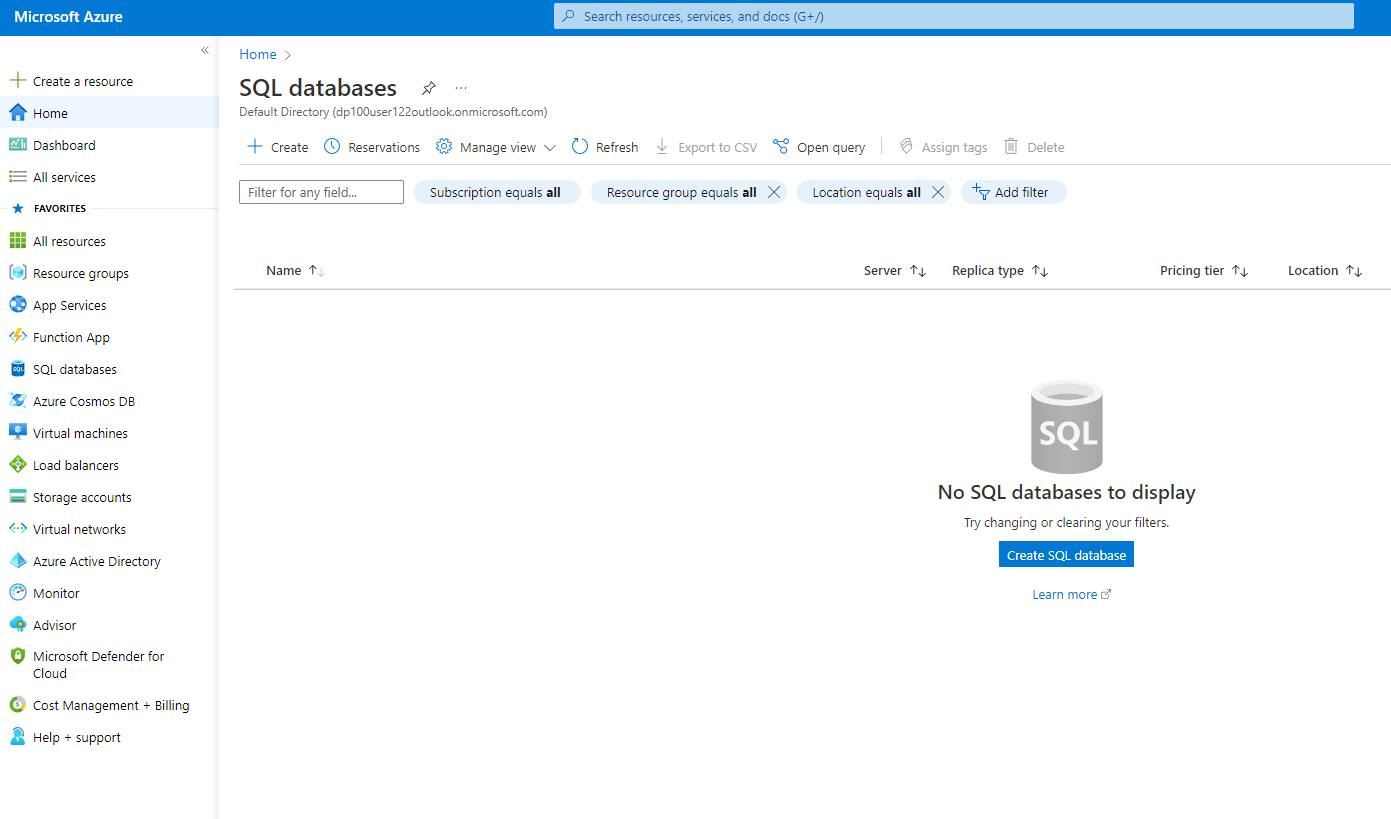 Microsoft Azure
Search resources, services, and docs (G+/)
«
Create a resource
Home
Dashboard
All services
FAVORITES
All resources
Resource groups
App Services
Function App
SQL databases
Azure Cosmos DB
Virtual machines
Load balancers
Storage accounts
Virtual networks
Azure Active Directory
Monitor
Advisor
Microsoft Defender for
Cloud
Cost Management + Billing
Help + support
Home >
SQL databases ...
Default Directory (dp100user122outlook.onmicrosoft.com)
Create Reservations Manage view Refresh Export to CSV Open query Assign tags Delete
Filter for any field... Subscription equals all Resource group equals all Location equals all Add filter
Name Server Replica type Pricing tier Location
SQL
No SQL databases to display
Try changing or clearing your filters.
Create SQL database
Learn more